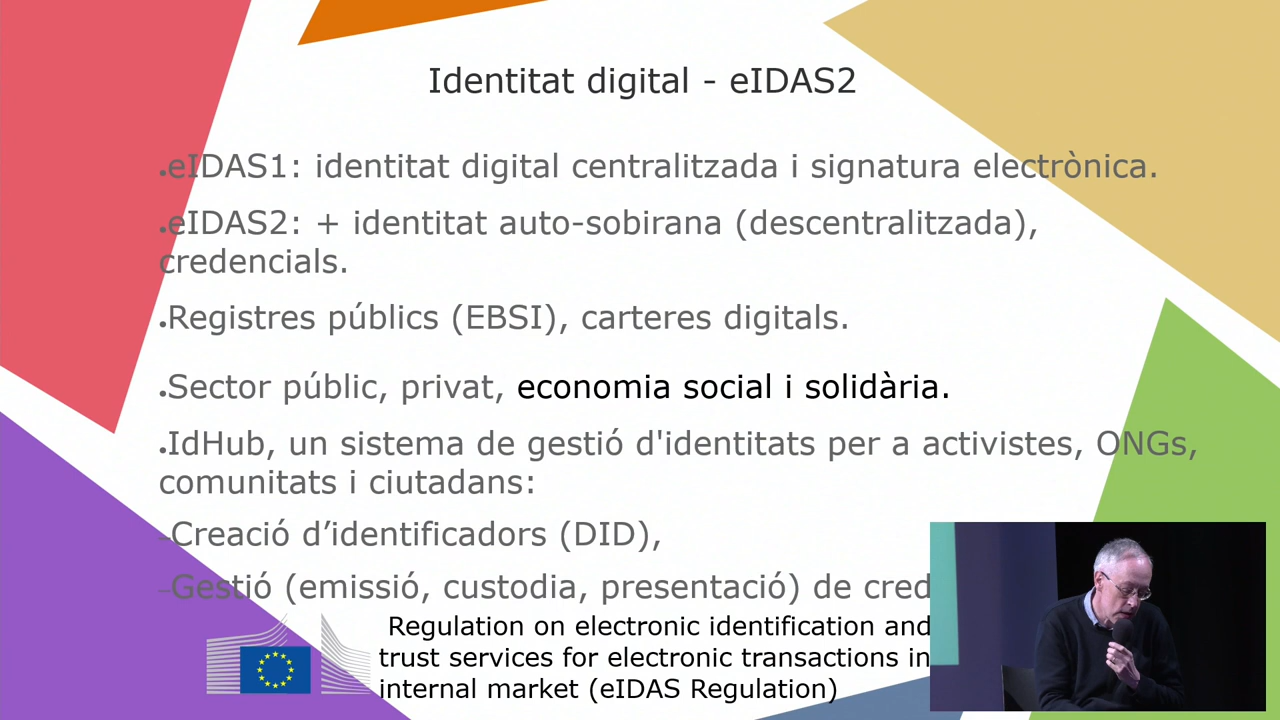 Identitat digital - eIDAS2
•eIDAS1: identitat digital centralitzada i signatura electrònica.
•eIDAS2: + identitat auto-sobirana (descentralitzada),
credencials.
•Registres públics (EBSI), carteres digitals.
•Sector públic, privat, economia social i solidària.
•IdHub, un sistema de gestió d'identitats per a activistes, ONGs,
comunitats i ciutadans:
–Creació d’identificadors (DID),
–Gestió (emissió, custodia, presentació) de cred
Regulation on electronic identification and
trust services for electronic transactions in
internal market (eIDAS Regulation)